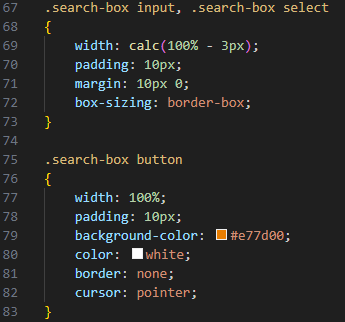 67 .search-box input, .search-box select
68 {
69     width: calc(100% - 3px);
70     padding: 10px;
71     margin: 10px 0;
72     box-sizing: border-box;
73 }
74
75 .search-box button
76 {
77     width: 100%;
78     padding: 10px;
79     background-color: #e77d00;
80     color: white;
81     border: none;
82     cursor: pointer;
83 }